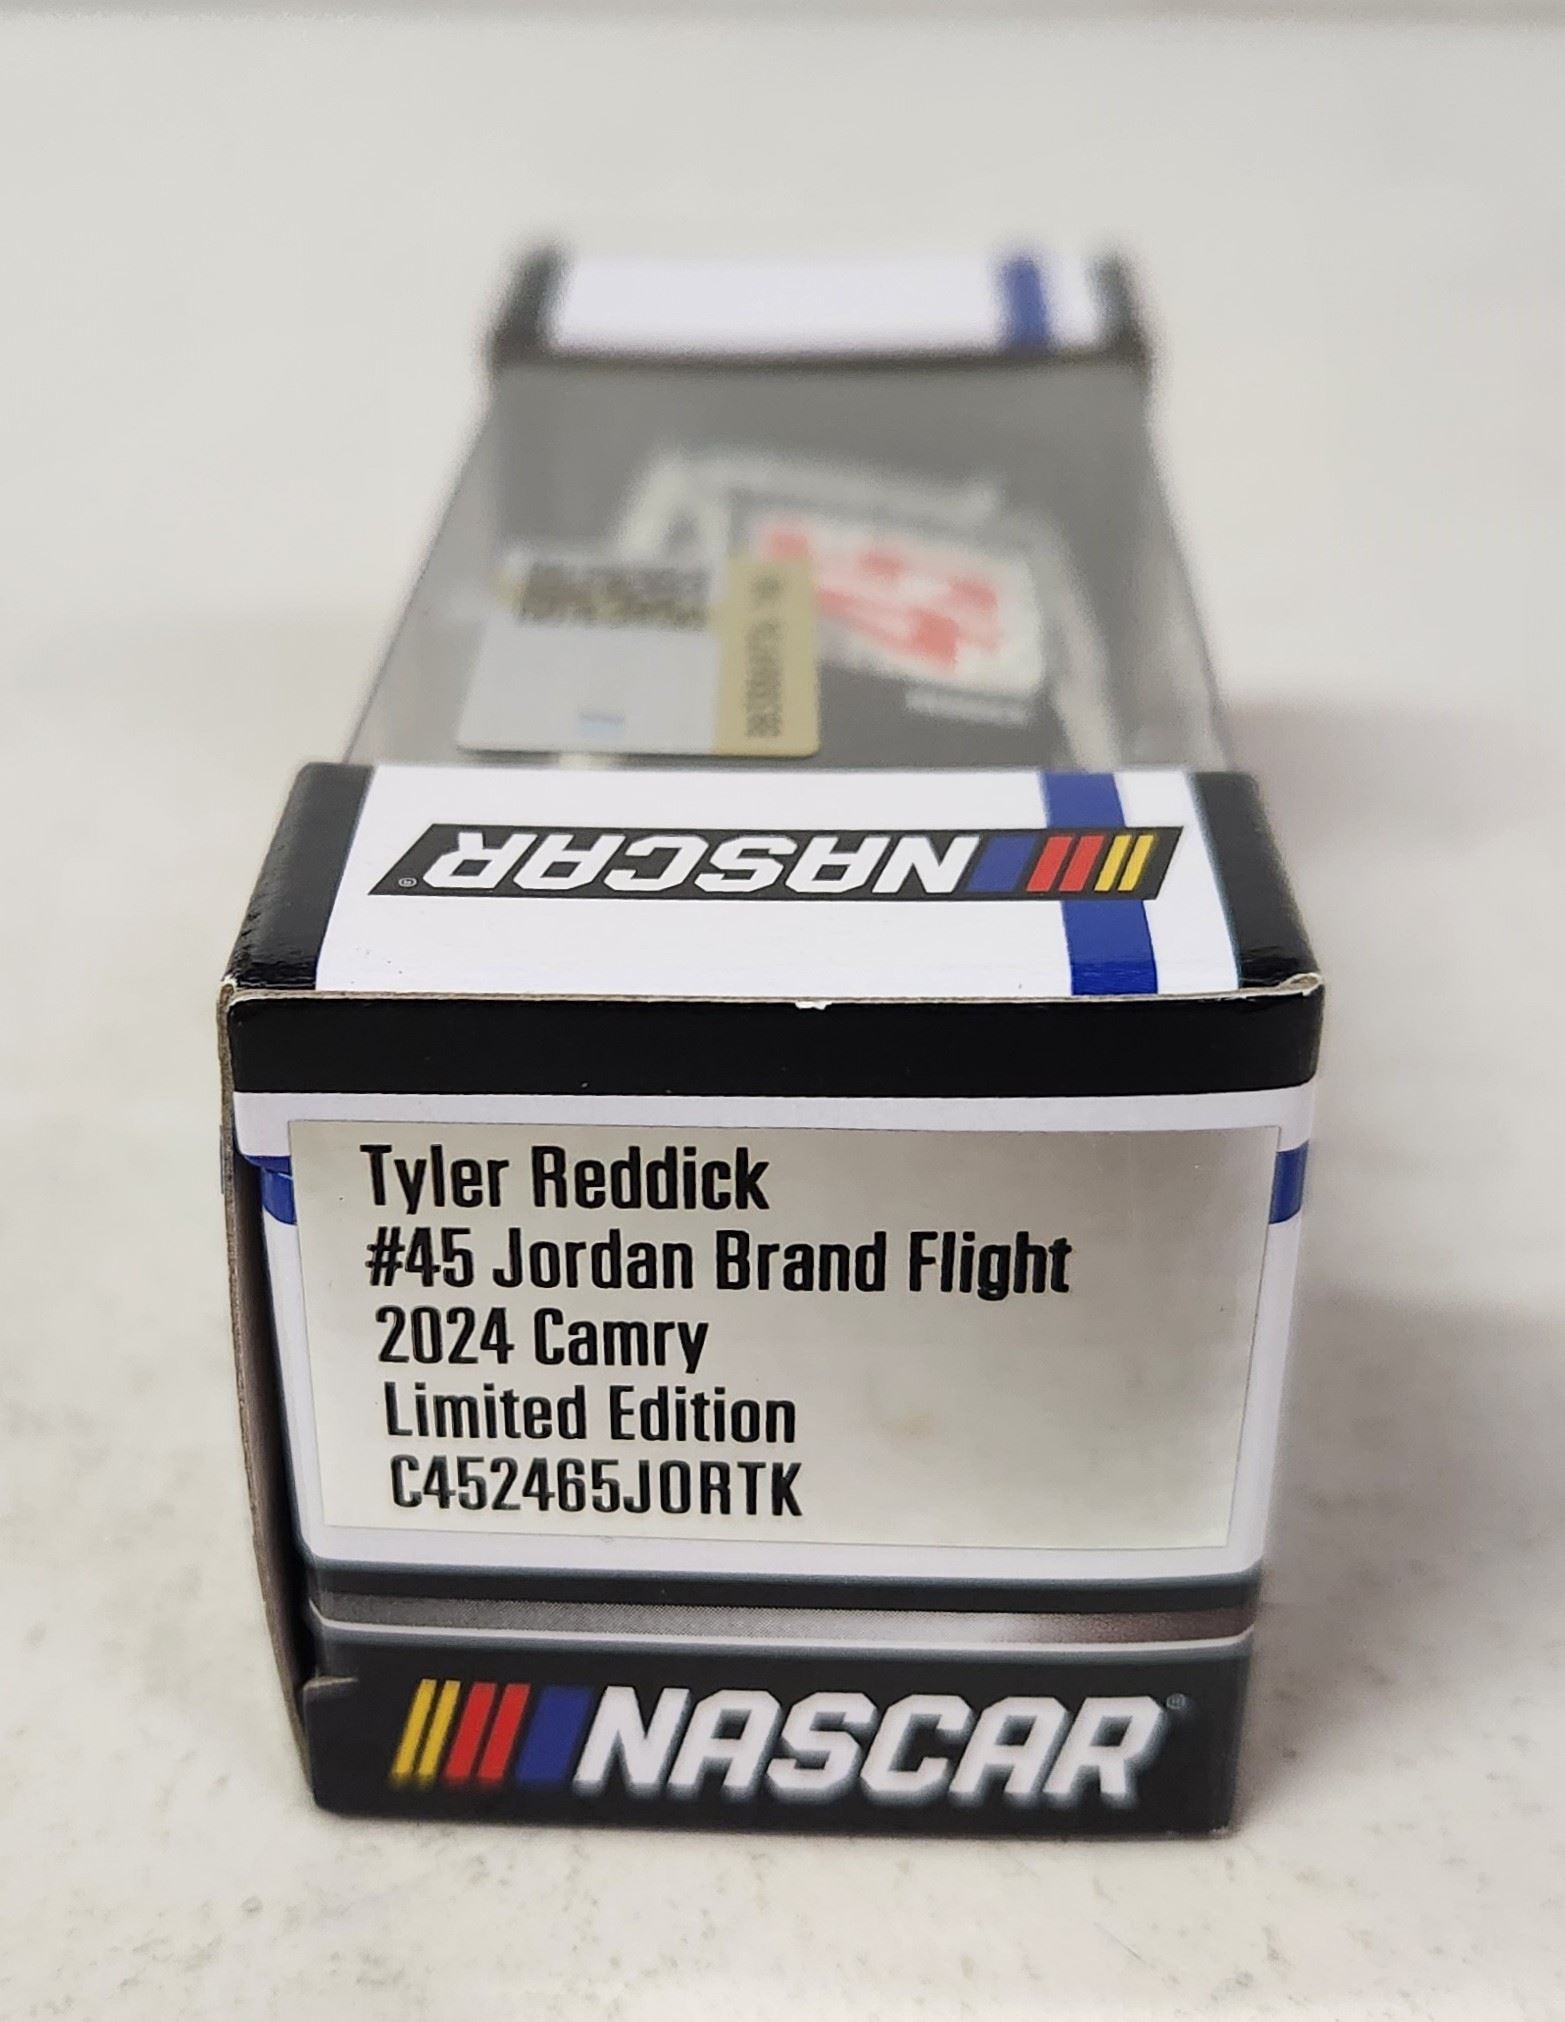 NASCAR®
Tyler Reddick
#45 Jordan Brand Flight
2024 Camry
Limited Edition
C452465JORTK
NASCAR®